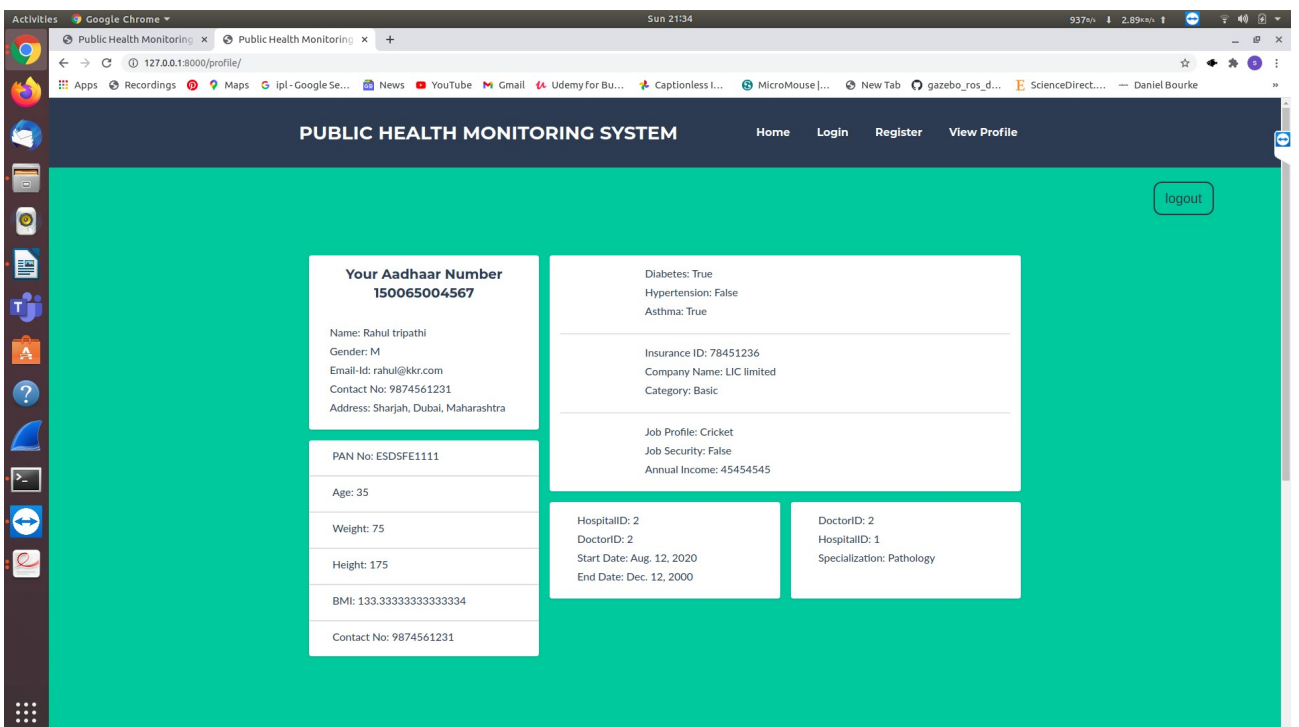 Activities Google Chrome Sun 21:34 937B/s 2.89KB/s
Public Health Monitoring Public Health Monitoring
127.0.0.1:8000/profile/
Apps Recordings Maps ipl - Google Se... News YouTube Gmail Udemy for Bu... Captionless I... MicroMouse |... New Tab gazebo_ros_d... ScienceDirect.... Daniel Bourke »
PUBLIC HEALTH MONITORING SYSTEM Home Login Register View Profile
logout
Your Aadhaar Number
150065004567
Name: Rahul tripathi
Gender: M
Email-Id: rahul@kkr.com
Contact No: 9874561231
Address: Sharjah, Dubai, Maharashtra
PAN No: ESDSFE1111
Age: 35
Weight: 75
Height: 175
BMI: 133.33333333333334
Contact No: 9874561231
Diabetes: True
Hypertension: False
Asthma: True
Insurance ID: 78451236
Company Name: LIC limited
Category: Basic
Job Profile: Cricket
Job Security: False
Annual Income: 45454545
HospitalID: 2
DoctorID: 2
Start Date: Aug. 12, 2020
End Date: Dec. 12, 2000
DoctorID: 2
HospitalID: 1
Specialization: Pathology